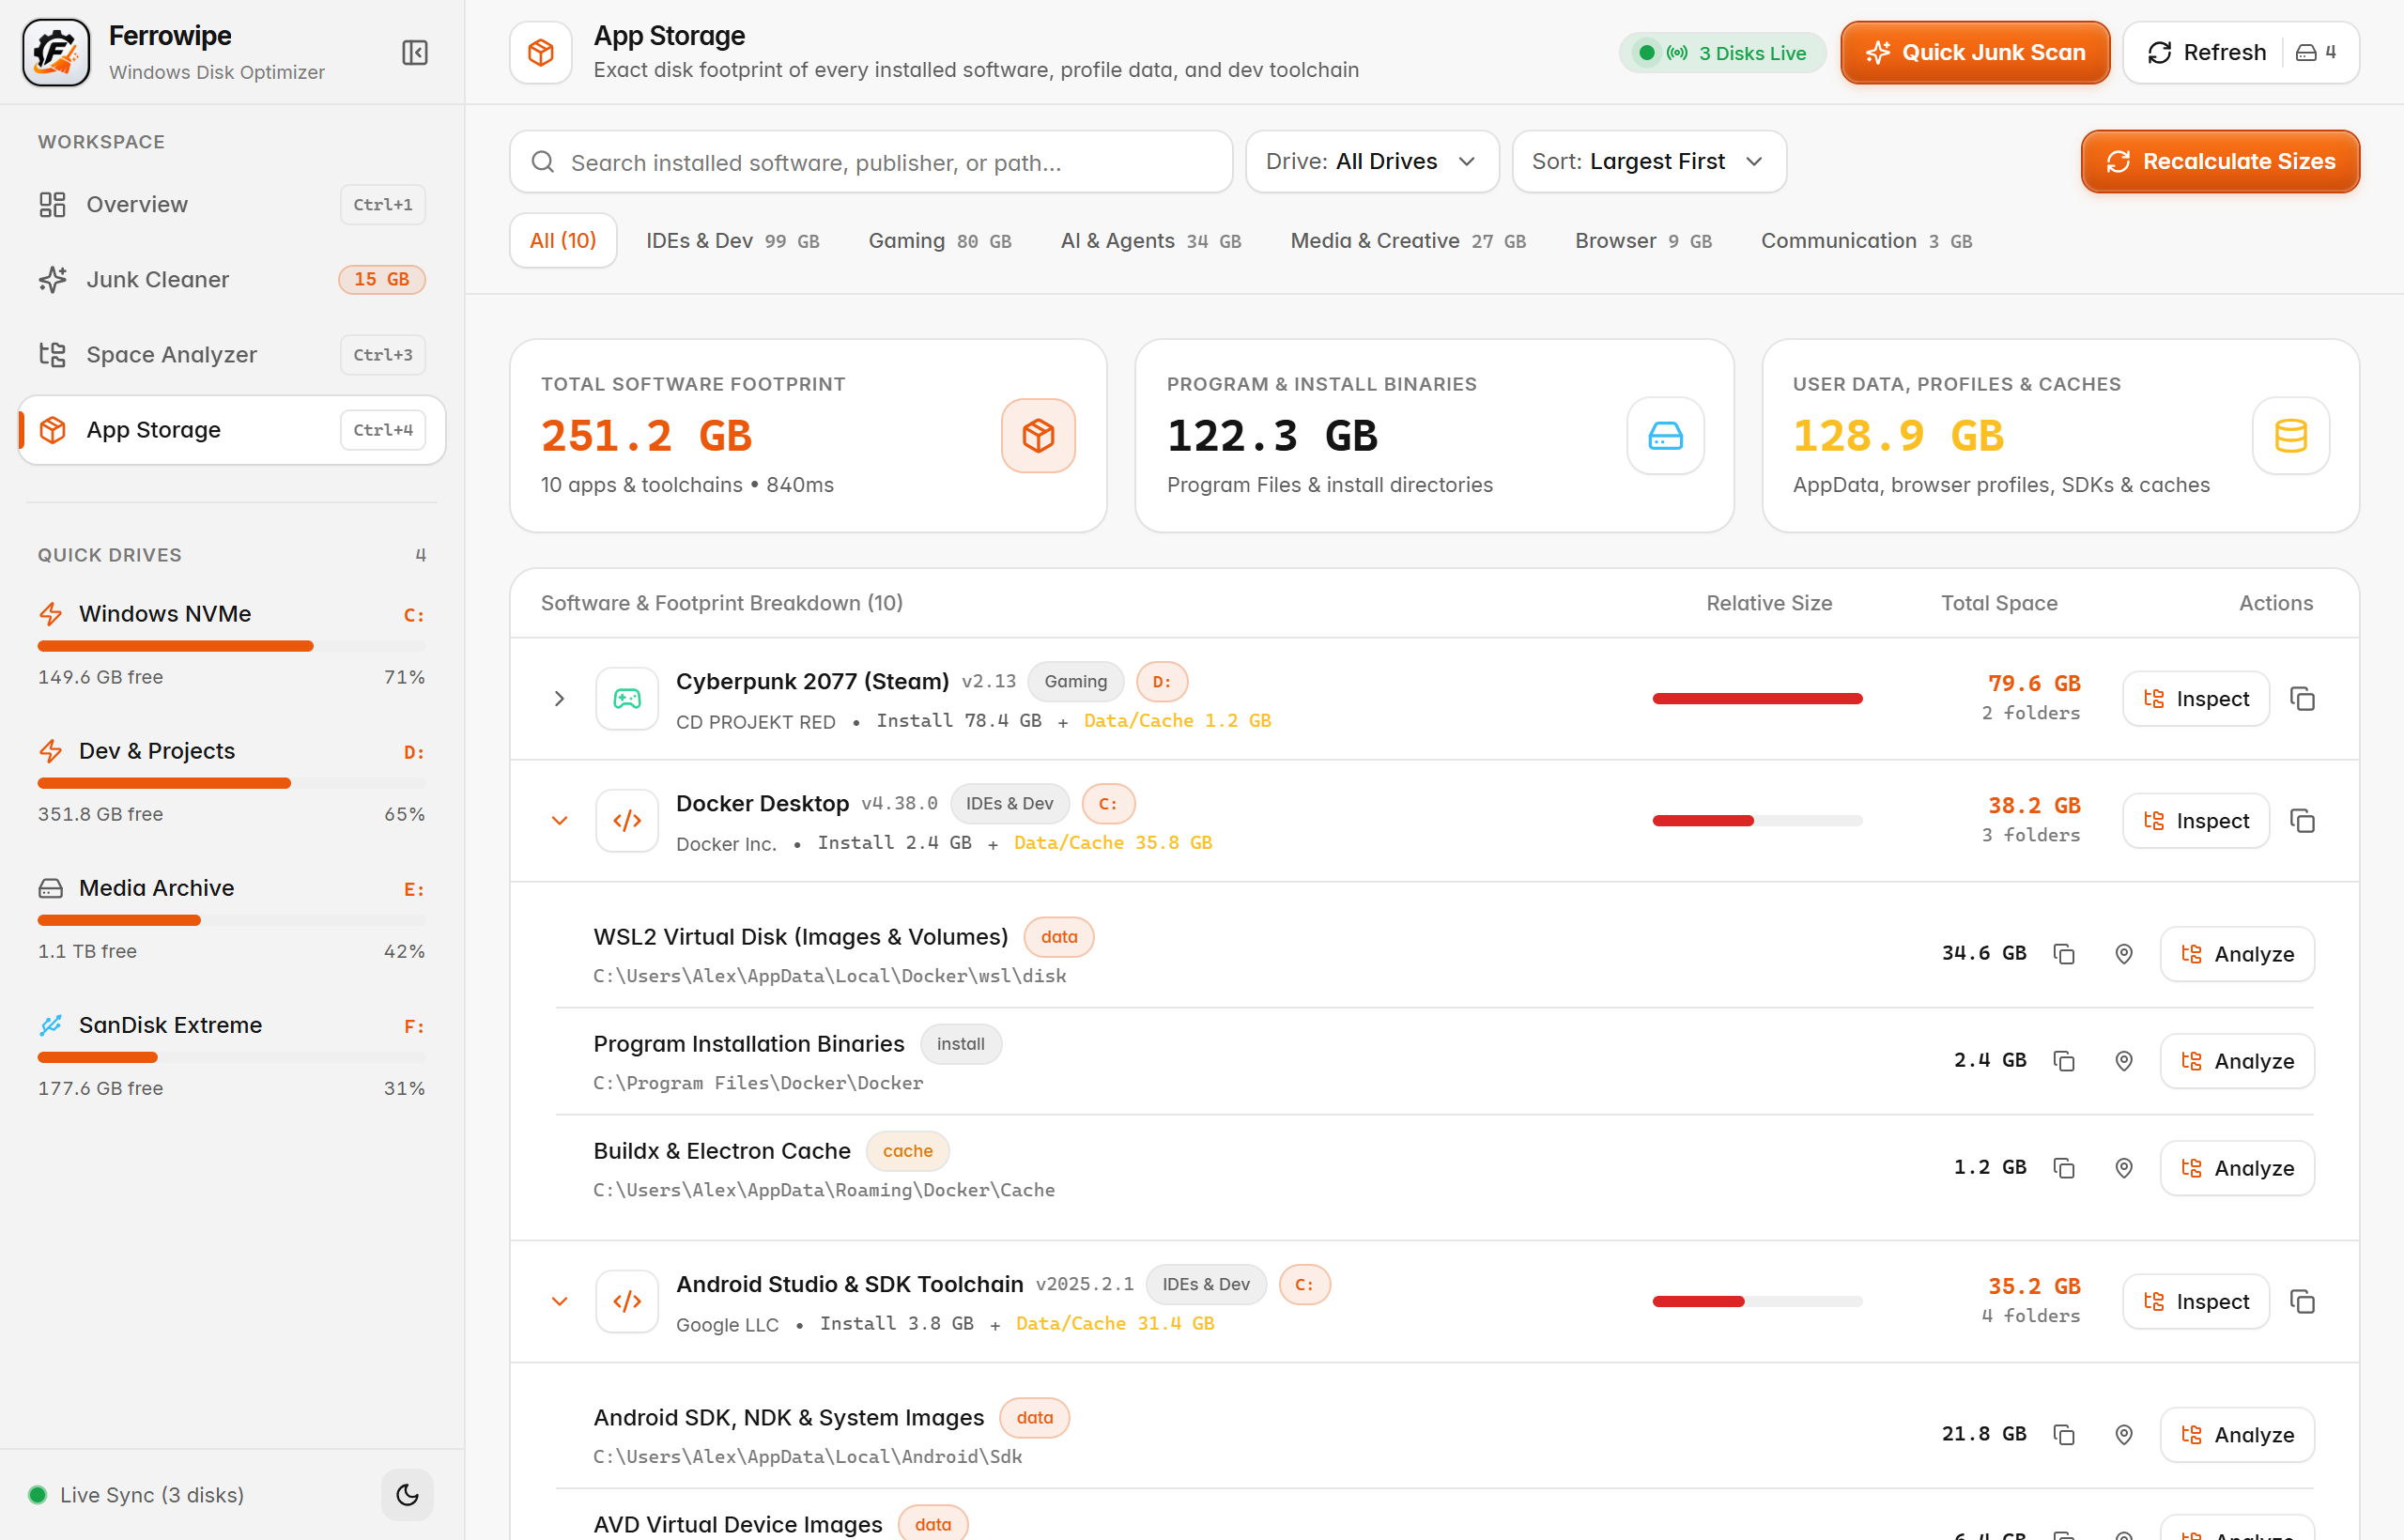 Ferrowipe
Windows Disk Optimizer
WORKSPACE
Overview Ctrl+1
Junk Cleaner 15 GB
Space Analyzer Ctrl+3
App Storage Ctrl+4
QUICK DRIVES 4
Windows NVMe C:
149.6 GB free 71%
Dev & Projects D:
351.8 GB free 65%
Media Archive E:
1.1 TB free 42%
SanDisk Extreme F:
177.6 GB free 31%
Live Sync (3 disks)
App Storage
Exact disk footprint of every installed software, profile data, and dev toolchain
3 Disks Live
Quick Junk Scan
Refresh 4
Search installed software, publisher, or path...
Drive: All Drives
Sort: Largest First
Recalculate Sizes
All (10) IDEs & Dev 99 GB Gaming 80 GB AI & Agents 34 GB Media & Creative 27 GB Browser 9 GB Communication 3 GB
TOTAL SOFTWARE FOOTPRINT
251.2 GB
10 apps & toolchains • 840ms
PROGRAM & INSTALL BINARIES
122.3 GB
Program Files & install directories
USER DATA, PROFILES & CACHES
128.9 GB
AppData, browser profiles, SDKs & caches
Software & Footprint Breakdown (10) Relative Size Total Space Actions
Cyberpunk 2077 (Steam) v2.13 Gaming D:
CD PROJEKT RED • Install 78.4 GB + Data/Cache 1.2 GB
79.6 GB
2 folders
Inspect
Docker Desktop v4.38.0 IDEs & Dev C:
Docker Inc. • Install 2.4 GB + Data/Cache 35.8 GB
38.2 GB
3 folders
Inspect
WSL2 Virtual Disk (Images & Volumes) data
C:\Users\Alex\AppData\Local\Docker\wsl\disk
34.6 GB Analyze
Program Installation Binaries install
C:\Program Files\Docker\Docker
2.4 GB Analyze
Buildx & Electron Cache cache
C:\Users\Alex\AppData\Roaming\Docker\Cache
1.2 GB Analyze
Android Studio & SDK Toolchain v2025.2.1 IDEs & Dev C:
Google LLC • Install 3.8 GB + Data/Cache 31.4 GB
35.2 GB
4 folders
Inspect
Android SDK, NDK & System Images data
C:\Users\Alex\AppData\Local\Android\Sdk
21.8 GB Analyze
AVD Virtual Device Images data
Analyze